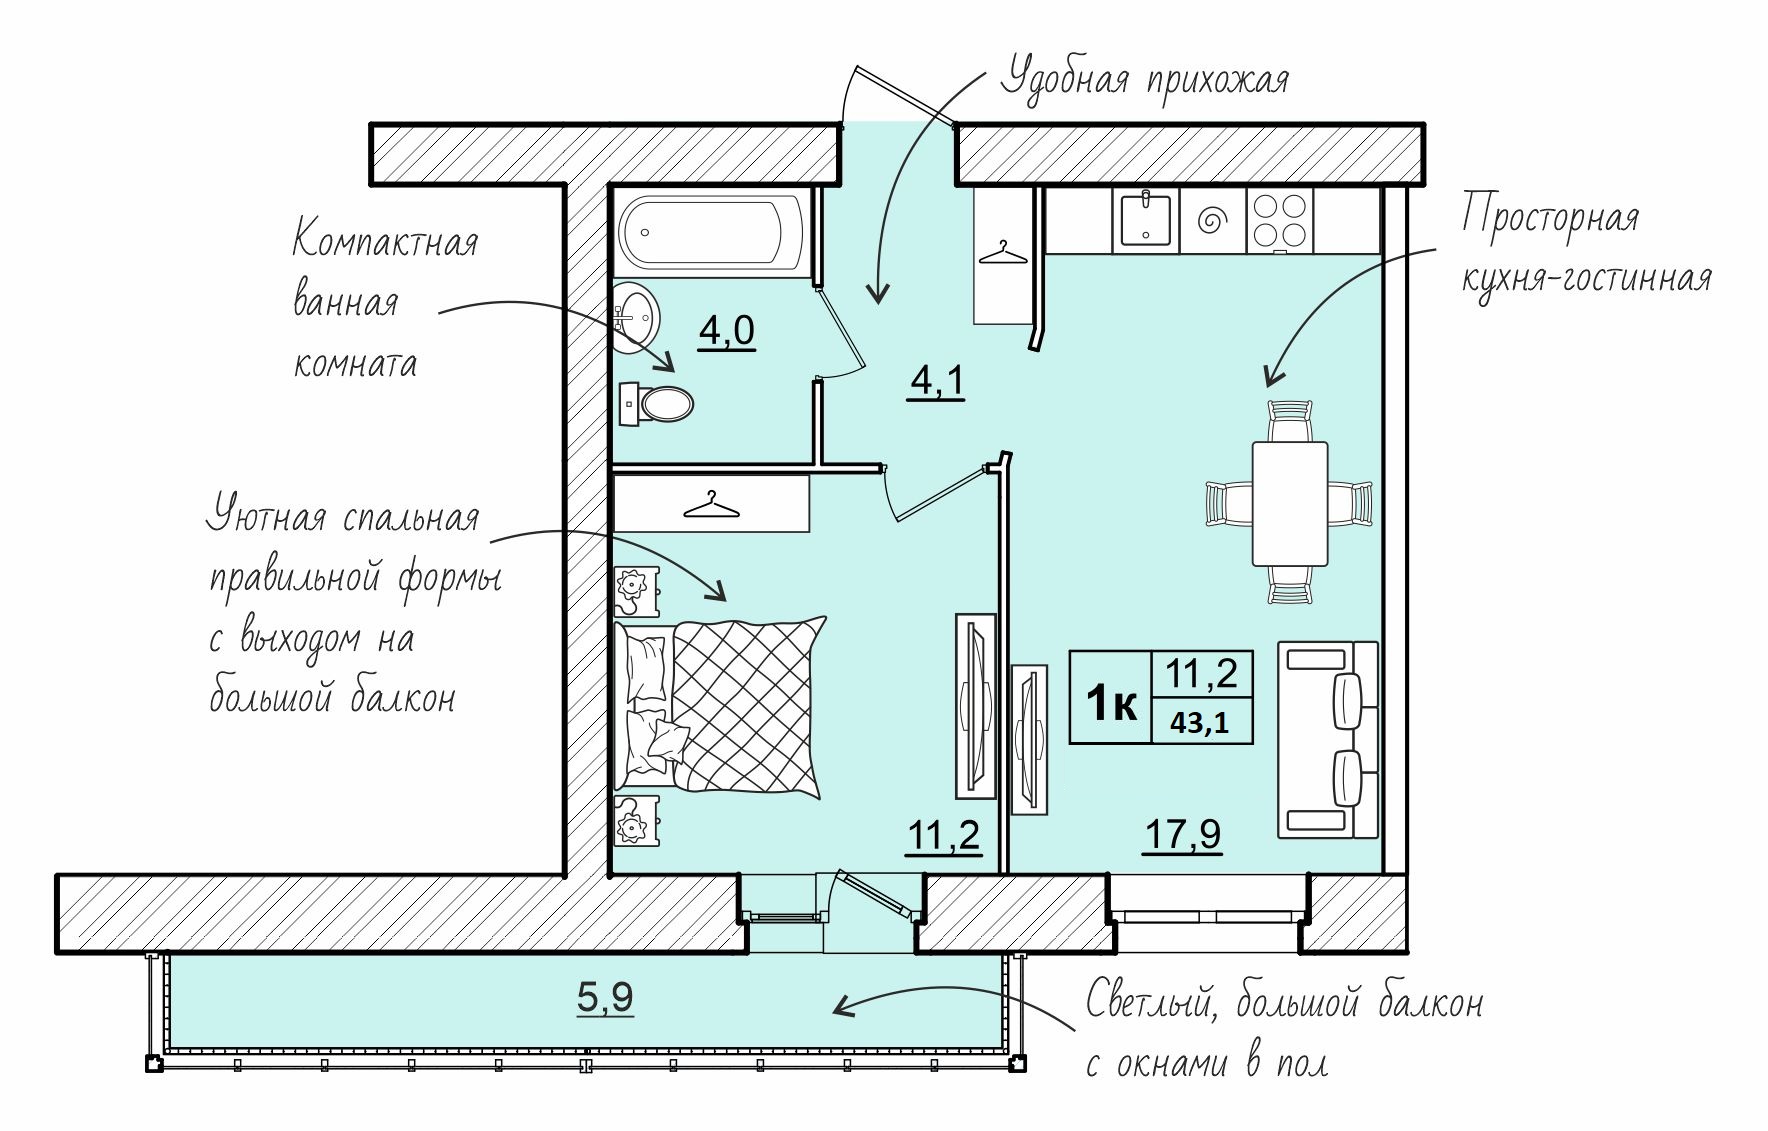 Удобная прихожая
Компактная
ванная
комната
Просторная
кухня-гостинная
4,0
4,1
Уютная спальная
правильной формы
с выходом на
большой балкон
1к
11,2
43,1
11,2
17,9
5,9
Светлый, большой балкон
с окнами в пол